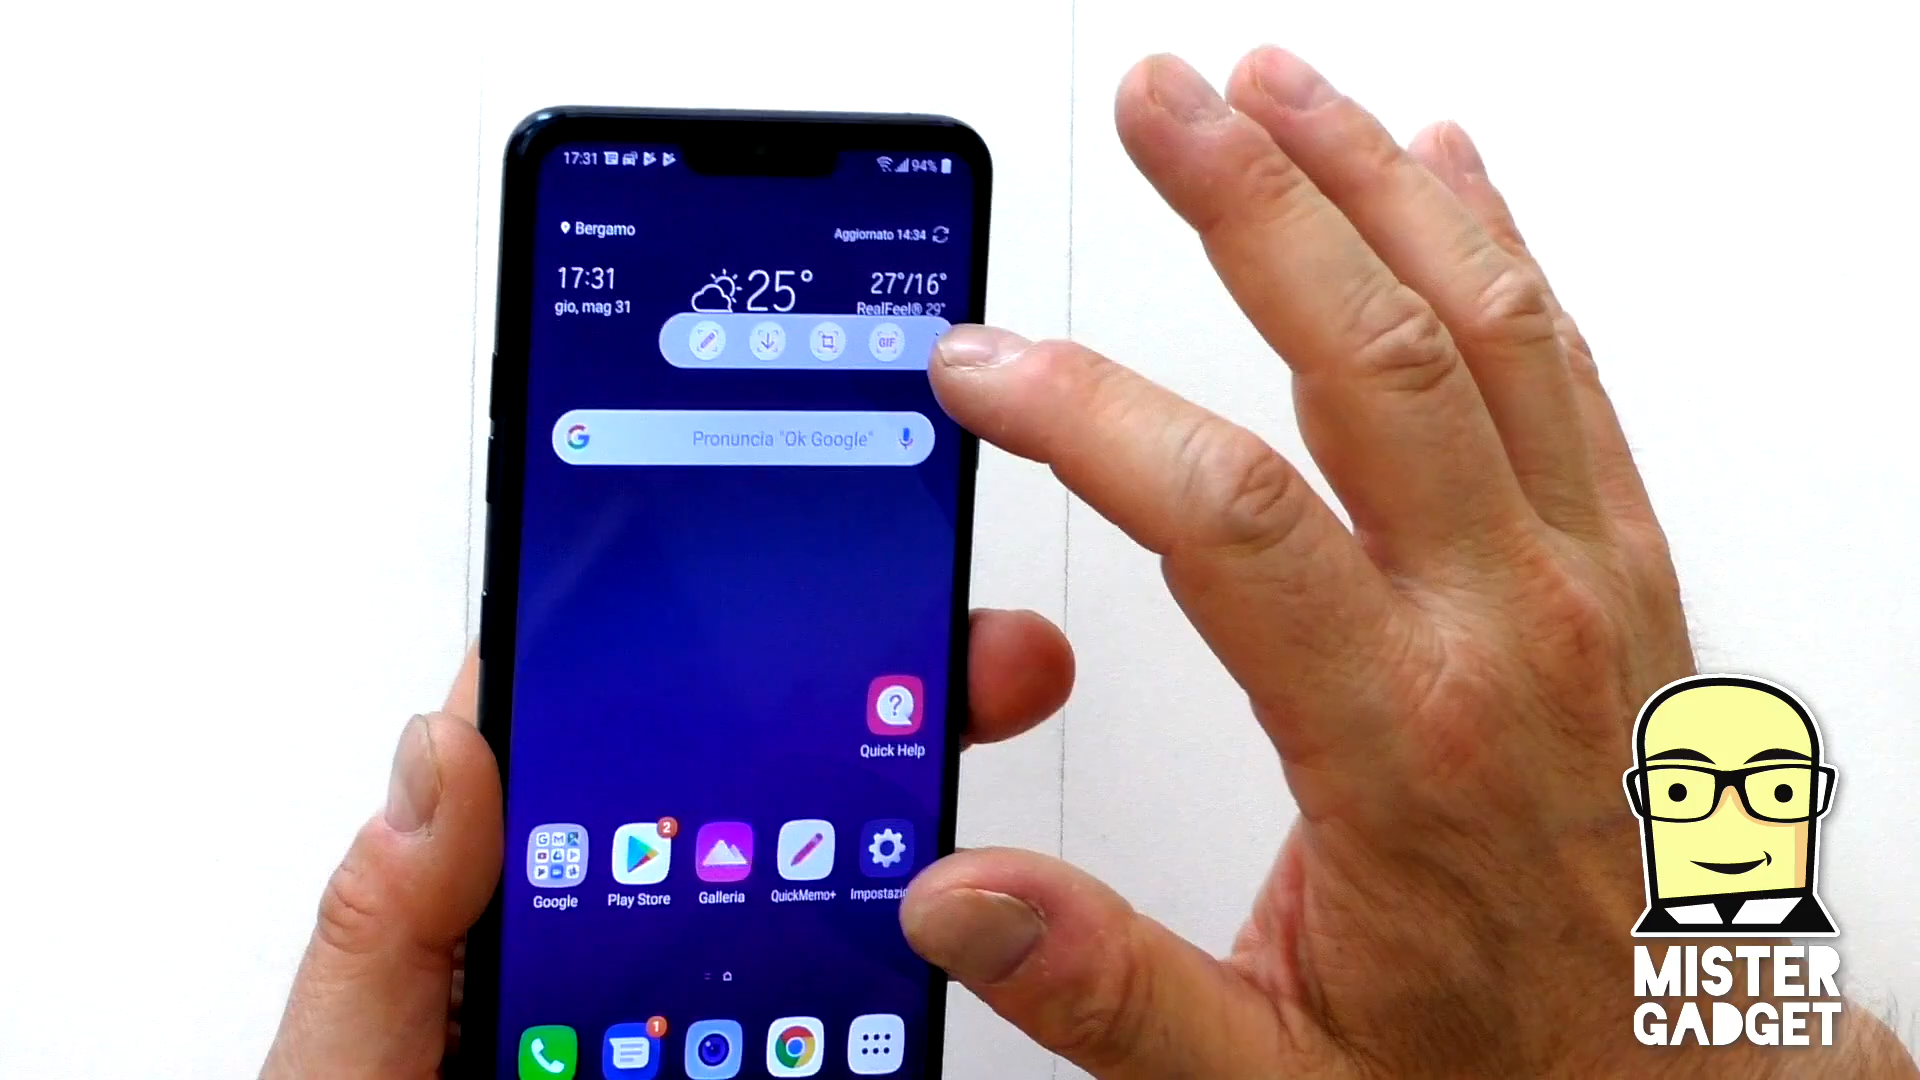 17:31
94%
Bergamo
Aggiornato 14:34
17:31
25°
27°/16°
gio, mag 31
RealFeel® 29°
GIF
G
Pronuncia "Ok Google"
?
Quick Help
G M
2
Google
Play Store
Galleria
QuickMemo+
Impostazio
1
MISTER
GADGET